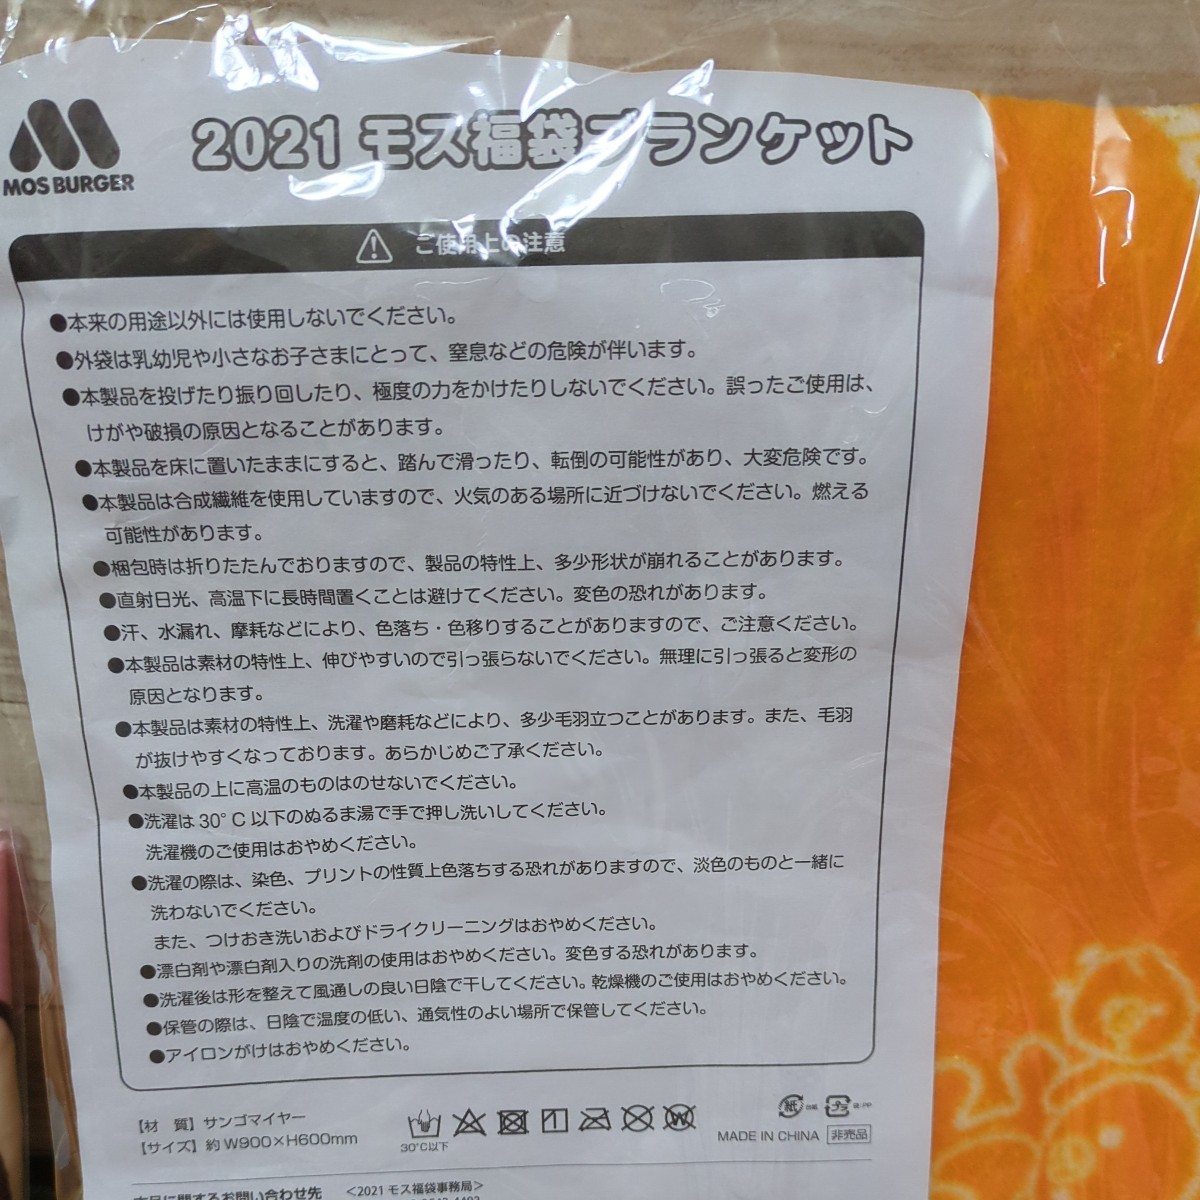 MOS BURGER
2021 モス福袋ブランケット
ご使用上の注意
●本来の用途以外には使用しないでください。
●外袋は乳幼児や小さなお子さまにとって、窒息などの危険が伴います。
●本製品を投げたり振り回したり、極度の力をかけたりしないでください。誤ったご使用は、
けがや破損の原因となることがあります。
●本製品を床に置いたままにすると、踏んで滑ったり、転倒の可能性があり、大変危険です。
●本製品は合成繊維を使用していますので、火気のある場所に近づけないでください。燃える
可能性があります。
●梱包時は折りたたんでおりますので、製品の特性上、多少形状が崩れることがあります。
●直射日光、高温下に長時間置くことは避けてください。変色の恐れがあります。
●汗、水漏れ、摩耗などにより、色落ち・色移りすることがありますので、ご注意ください。
●本製品は素材の特性上、伸びやすいので引っ張らないでください。無理に引っ張ると変形の
原因となります。
●本製品は素材の特性上、洗濯や磨耗などにより、多少毛羽立つことがあります。また、毛羽
が抜けやすくなっております。あらかじめご了承ください。
●本製品の上に高温のものはのせないでください。
●洗濯は30°C以下のぬるま湯で手で押し洗いしてください。
洗濯機のご使用はおやめください。
●洗濯の際は、染色、プリントの性質上色落ちする恐れがありますので、淡色のものと一緒に
洗わないでください。
また、つけおき洗いおよびドライクリーニングはおやめください。
●漂白剤や漂白剤入りの洗剤の使用はおやめください。変色する恐れがあります。
●洗濯後は形を整えて風通しの良い日陰で干してください。乾燥機のご使用はおやめください。
●保管の際は、日陰で温度の低い、通気性のよい場所で保管してください。
●アイロンがけはおやめください。
【材 質】サンゴマイヤー
【サイズ】約W900×H600mm
30°C以下
W
紙
プラ
MADE IN CHINA 非売品
本品に関するお問い合わせ先 <2021 モス福袋事務局>